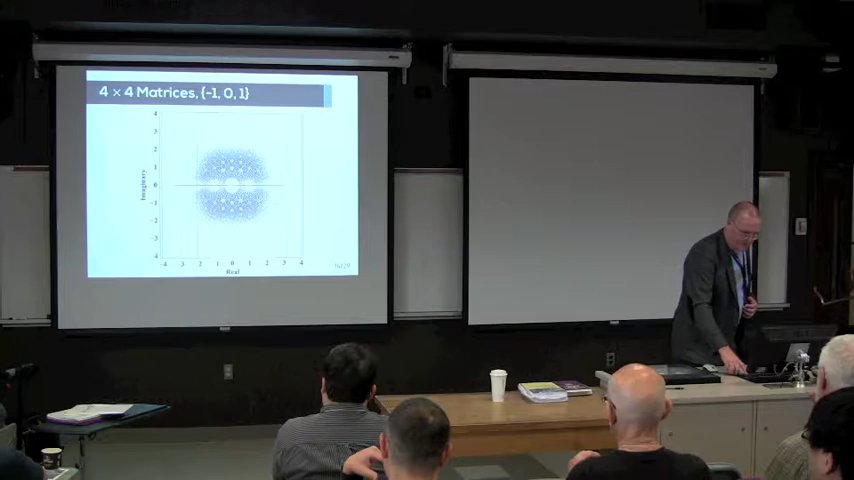 4 × 4 Matrices, {-1, 0, 1}
4
3
2
1
0
-1
-2
-3
-4
Imaginary
-4 -3 -2 -1 0 1 2 3 4
Real